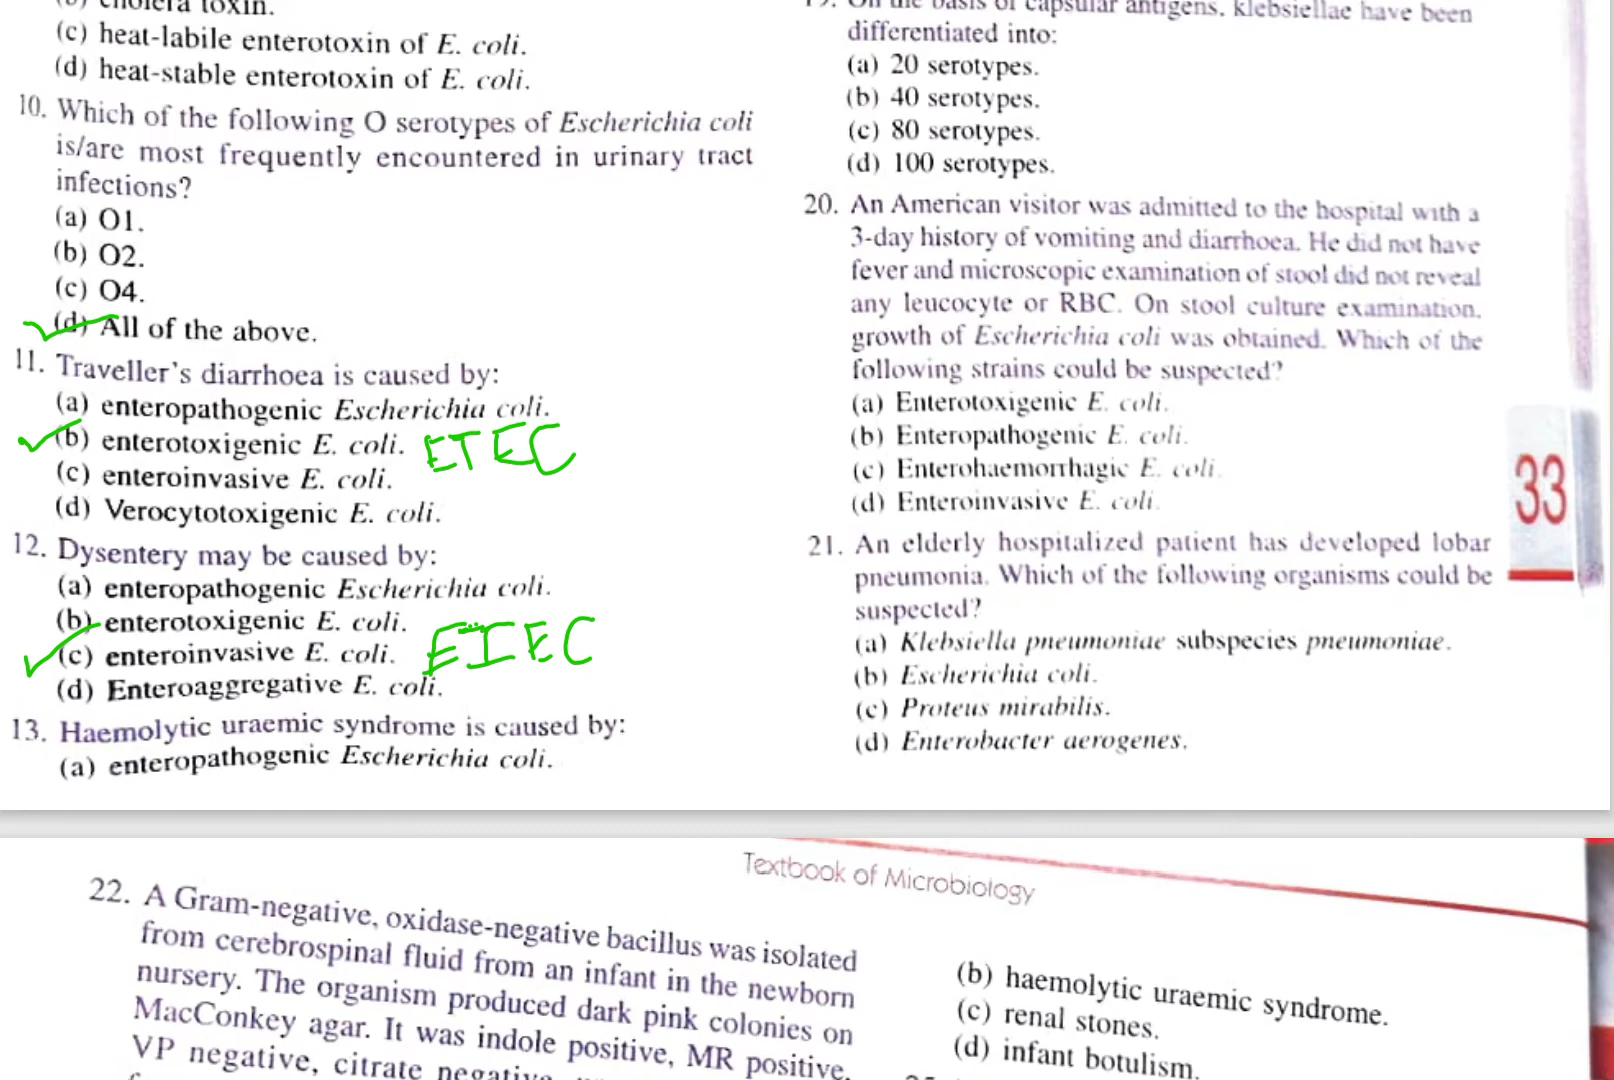 (b) cholera toxin.
(c) heat-labile enterotoxin of E. coli.
(d) heat-stable enterotoxin of E. coli.
10. Which of the following O serotypes of Escherichia coli
is/are most frequently encountered in urinary tract
infections?
(a) O1.
(b) O2.
(c) O4.
(d) All of the above.
11. Traveller's diarrhoea is caused by:
(a) enteropathogenic Escherichia coli.
(b) enterotoxigenic E. coli. ETEC
(c) enteroinvasive E. coli.
(d) Verocytotoxigenic E. coli.
12. Dysentery may be caused by:
(a) enteropathogenic Escherichia coli.
(b) enterotoxigenic E. coli.
(c) enteroinvasive E. coli. EIEC
(d) Enteroaggregative E. coli.
13. Haemolytic uraemic syndrome is caused by:
(a) enteropathogenic Escherichia coli.
19. On the basis of capsular antigens, klebsiellae have been
differentiated into:
(a) 20 serotypes.
(b) 40 serotypes.
(c) 80 serotypes.
(d) 100 serotypes.
20. An American visitor was admitted to the hospital with a
3-day history of vomiting and diarrhoea. He did not have
fever and microscopic examination of stool did not reveal
any leucocyte or RBC. On stool culture examination,
growth of Escherichia coli was obtained. Which of the
following strains could be suspected?
(a) Enterotoxigenic E. coli.
(b) Enteropathogenic E. coli.
(c) Enterohaemorrhagic E. coli.
(d) Enteroinvasive E. coli.
21. An elderly hospitalized patient has developed lobar
pneumonia. Which of the following organisms could be
suspected?
(a) Klebsiella pneumoniae subspecies pneumoniae.
(b) Escherichia coli.
(c) Proteus mirabilis.
(d) Enterobacter aerogenes.
33
Textbook of Microbiology
22. A Gram-negative, oxidase-negative bacillus was isolated
from cerebrospinal fluid from an infant in the newborn
nursery. The organism produced dark pink colonies on
MacConkey agar. It was indole positive, MR positive,
VP negative, citrate negative,
(b) haemolytic uraemic syndrome.
(c) renal stones.
(d) infant botulism.